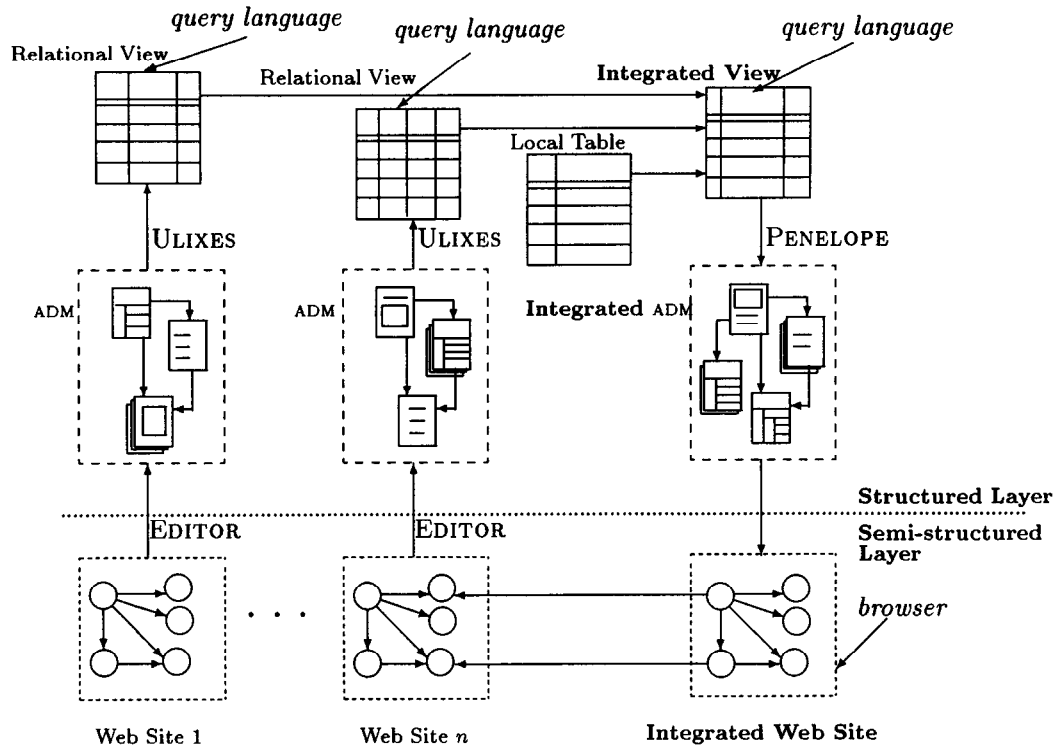 query language
query language
query language
Relational View
Relational View
Integrated View
Local Table
ULIXES
ULIXES
PENELOPE
ADM
ADM
Integrated ADM
Structured Layer
EDITOR
EDITOR
Semi-structured
Layer
. . .
browser
Web Site 1
Web Site n
Integrated Web Site